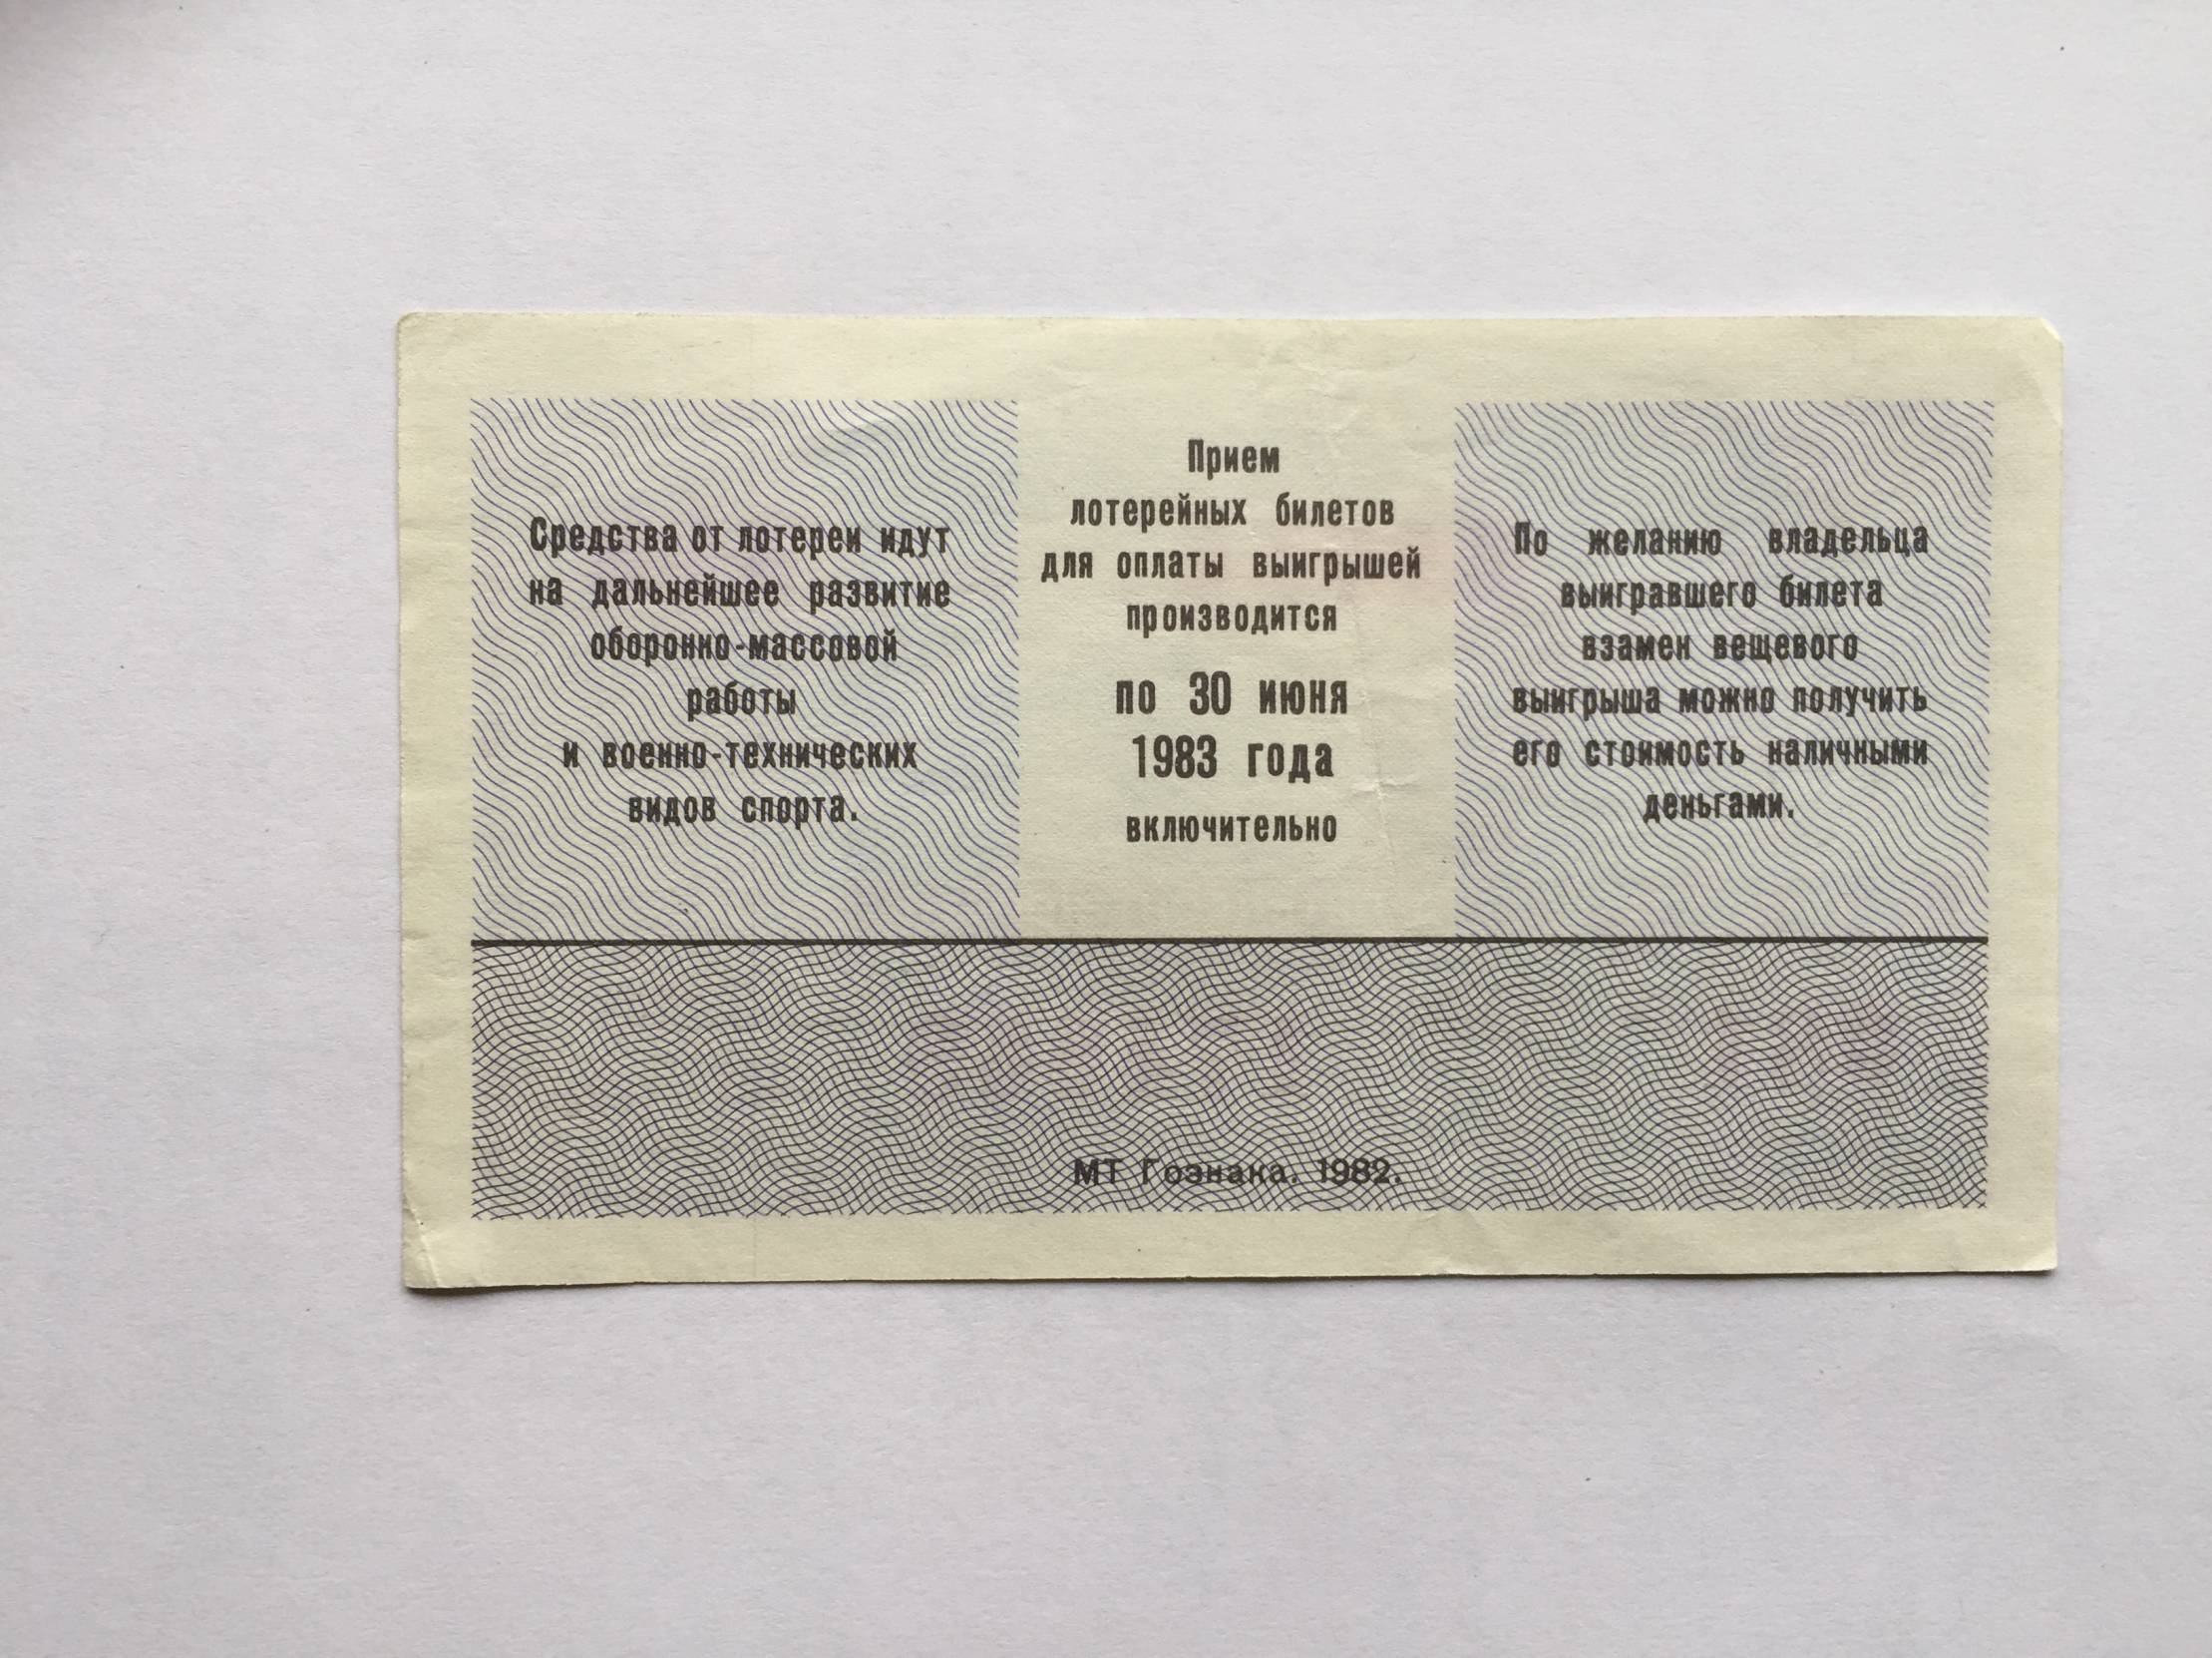 Средства от лотереи идут
на дальнейшее развитие
оборонно-массовой
работы
и военно-технических
видов спорта.
Прием
лотерейных билетов
для оплаты выигрышей
производится
по 30 июня
1983 года
включительно
По желанию владельца
выигравшего билета
взамен вещевого
выигрыша можно получить
его стоимость наличными
деньгами.
МТ Гознака. 1982.